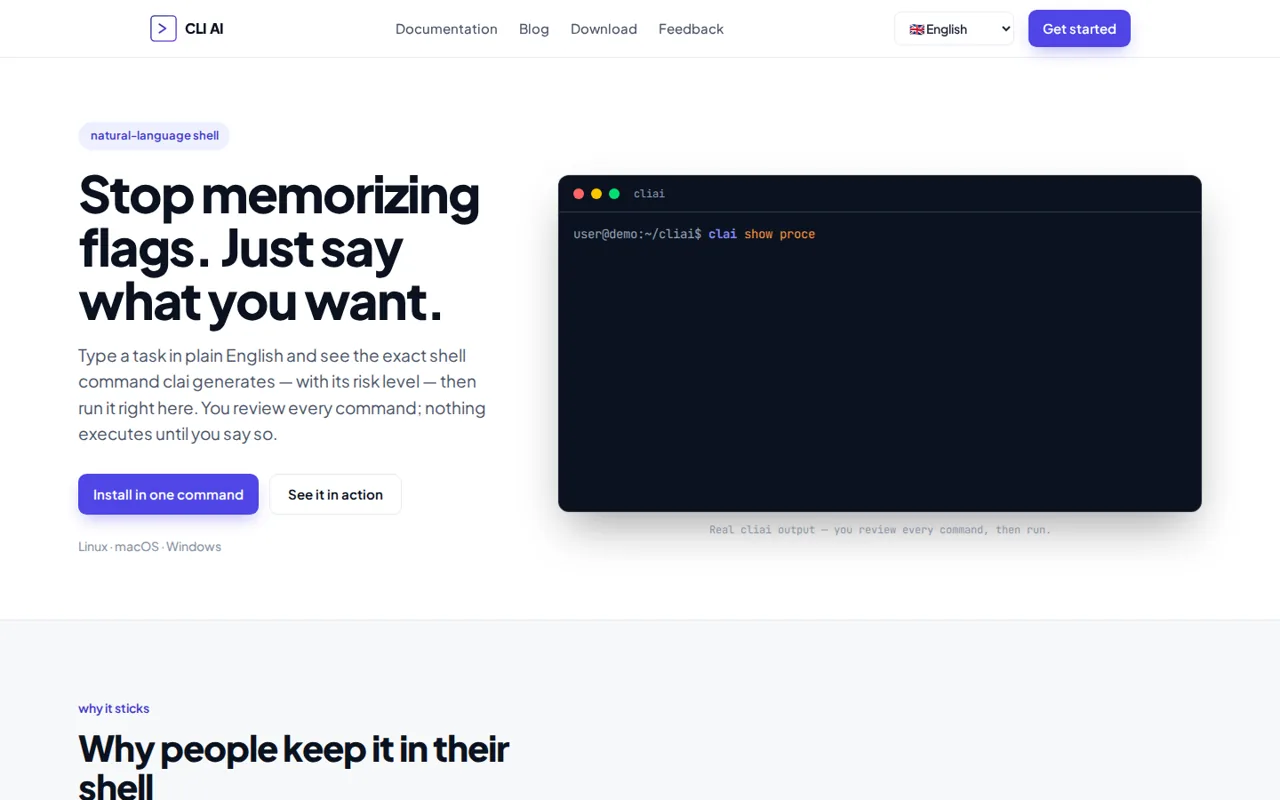 CLI AI
Documentation
Blog
Download
Feedback
🇬🇧 English
Get started
natural-language shell
Stop memorizing
flags. Just say
what you want.
Type a task in plain English and see the exact shell
command clai generates — with its risk level — then
run it right here. You review every command; nothing
executes until you say so.
Install in one command
See it in action
Linux · macOS · Windows
cliai
user@demo:~/cliai$ clai show proce
Real cliai output — you review every command, then run.
why it sticks
Why people keep it in their
shell